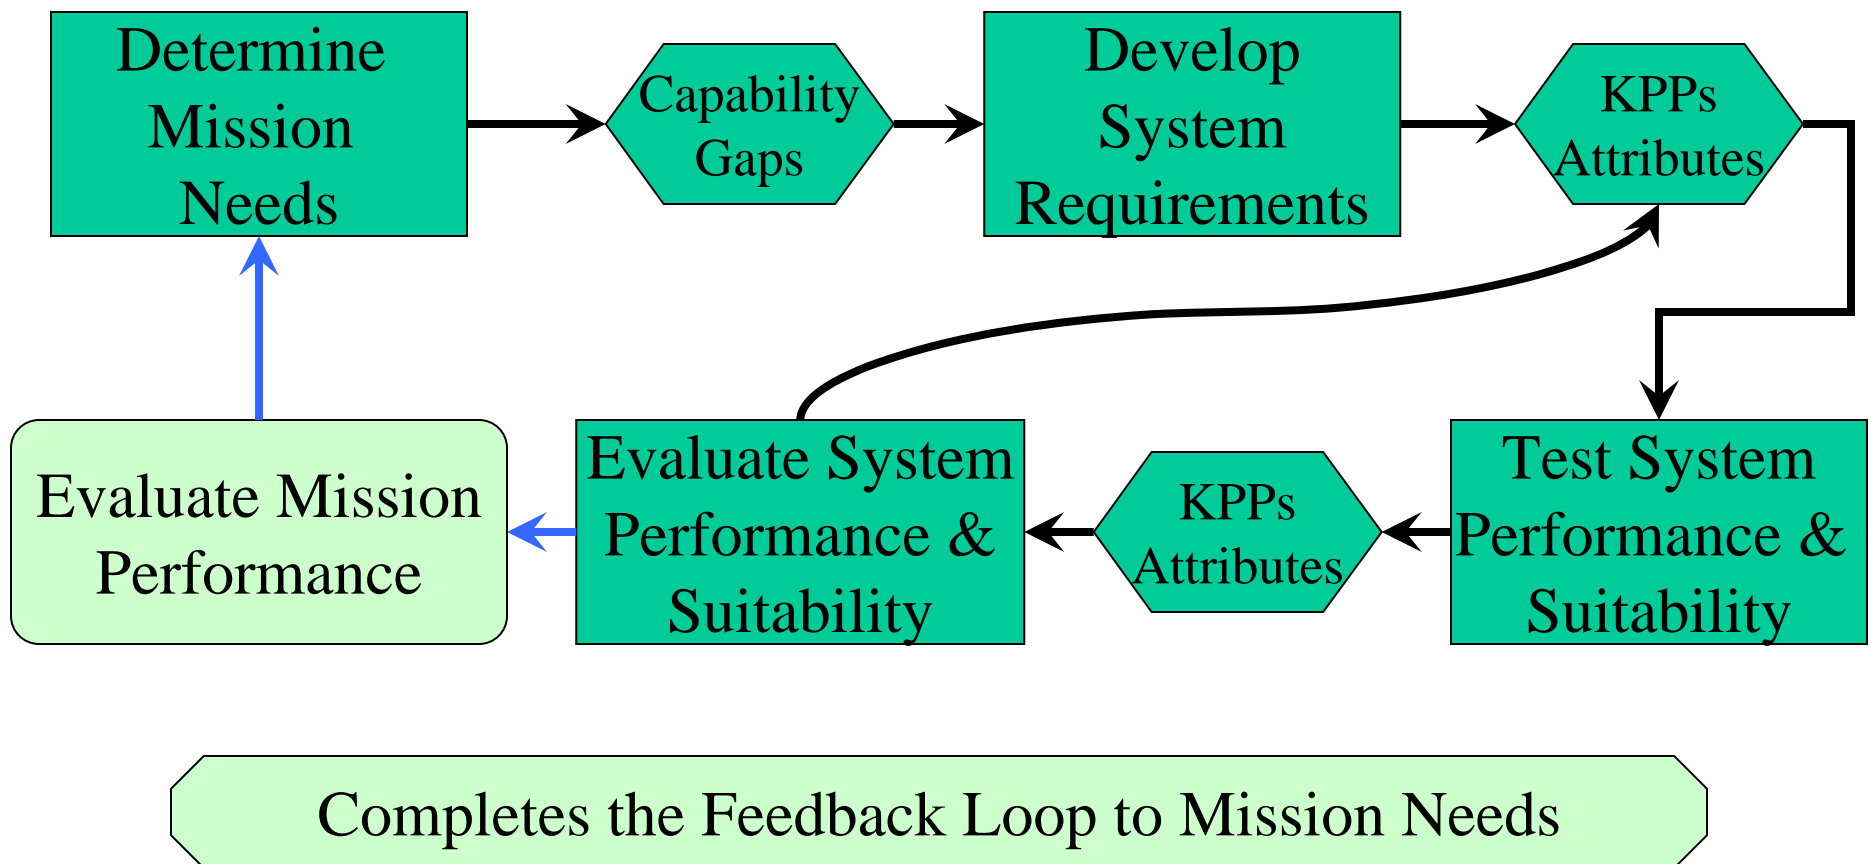 Determine
Mission
Needs
Capability
Gaps
Develop
System
Requirements
KPPs
Attributes
Evaluate Mission
Performance
Evaluate System
Performance &
Suitability
KPPs
Attributes
Test System
Performance &
Suitability
Completes the Feedback Loop to Mission Needs